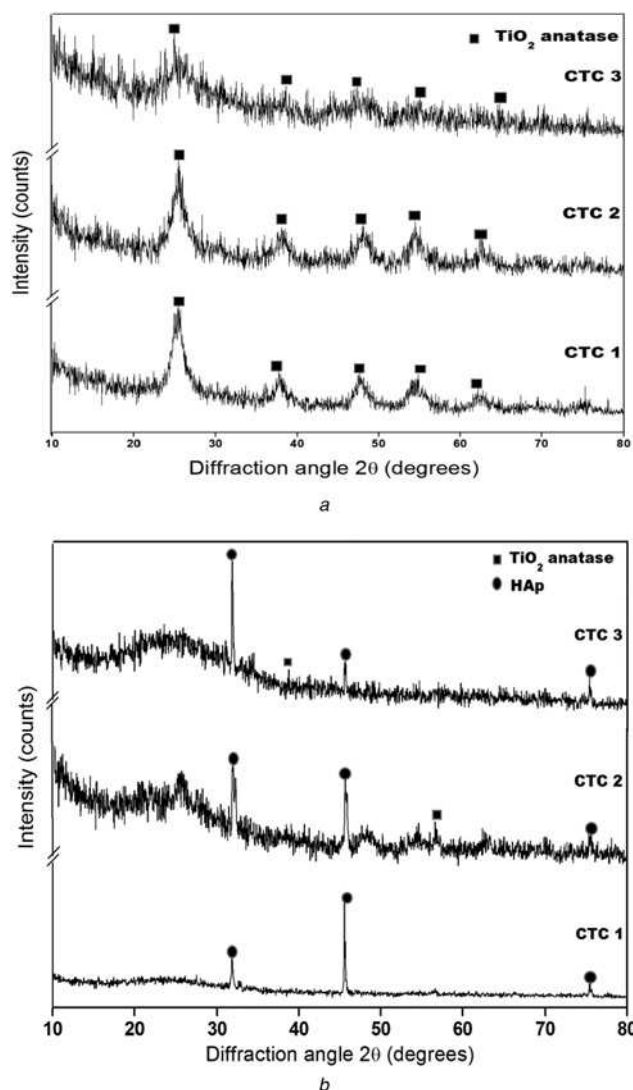 ■ TiO₂ anatase
CTC 3
CTC 2
CTC 1
Intensity (counts)
10 20 30 40 50 60 70 80
Diffraction angle 2θ (degrees)
a
■ TiO₂ anatase
● HAp
CTC 3
CTC 2
CTC 1
Intensity (counts)
10 20 30 40 50 60 70 80
Diffraction angle 2θ (degrees)
b